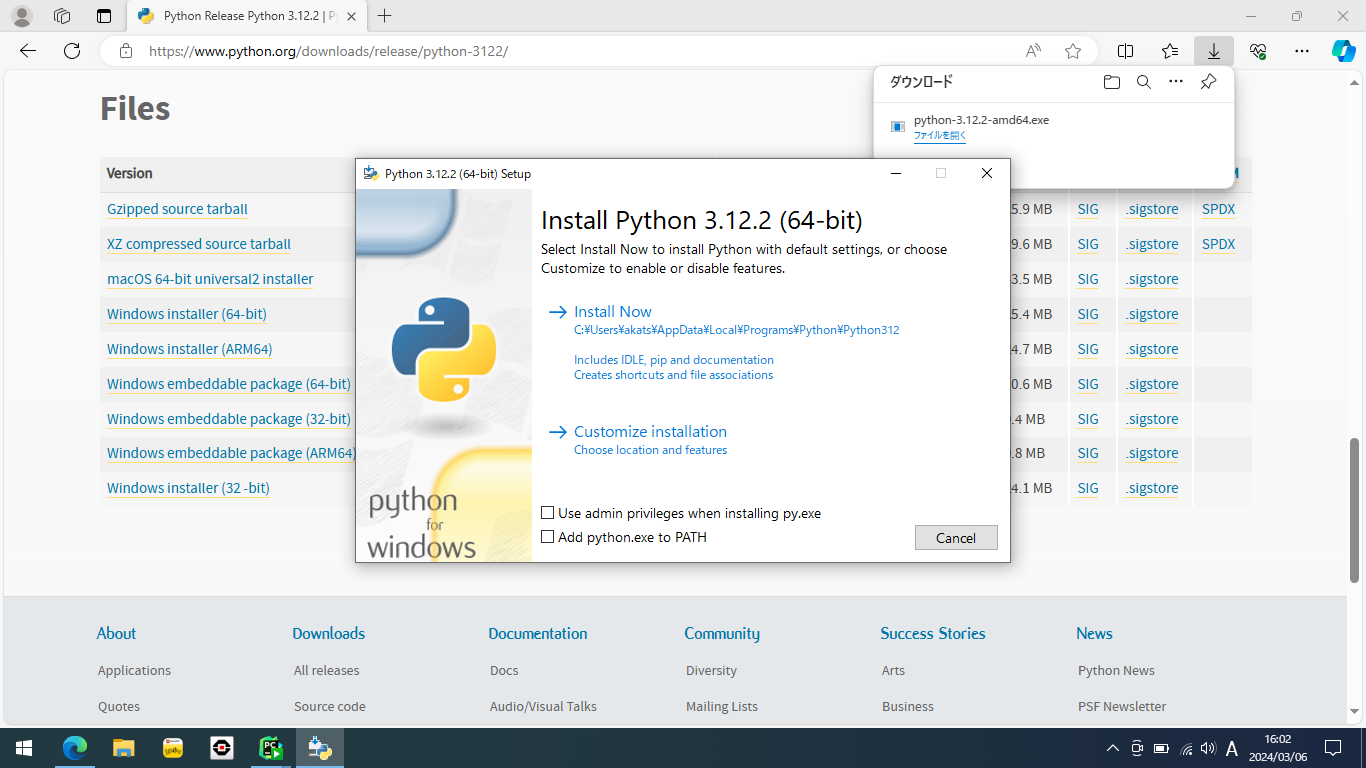 Python Release Python 3.12.2 | Py
https://www.python.org/downloads/release/python-3122/
ダウンロード
python-3.12.2-amd64.exe
ファイルを開く
Files
Version
Gzipped source tarball
5.9 MB SIG .sigstore SPDX
XZ compressed source tarball
9.6 MB SIG .sigstore SPDX
macOS 64-bit universal2 installer
3.5 MB SIG .sigstore
Windows installer (64-bit)
5.4 MB SIG .sigstore
Windows installer (ARM64)
4.7 MB SIG .sigstore
Windows embeddable package (64-bit)
0.6 MB SIG .sigstore
Windows embeddable package (32-bit)
.4 MB SIG .sigstore
Windows embeddable package (ARM64)
.8 MB SIG .sigstore
Windows installer (32 -bit)
4.1 MB SIG .sigstore
Python 3.12.2 (64-bit) Setup
Install Python 3.12.2 (64-bit)
Select Install Now to install Python with default settings, or choose
Customize to enable or disable features.
Install Now
C:¥Users¥akats¥AppData¥Local¥Programs¥Python¥Python312
Includes IDLE, pip and documentation
Creates shortcuts and file associations
Customize installation
Choose location and features
python
for
windows
Use admin privileges when installing py.exe
Add python.exe to PATH
Cancel
About Downloads Documentation Community Success Stories News
Applications All releases Docs Diversity Arts Python News
Quotes Source code Audio/Visual Talks Mailing Lists Business PSF Newsletter
A 16:02
2024/03/06